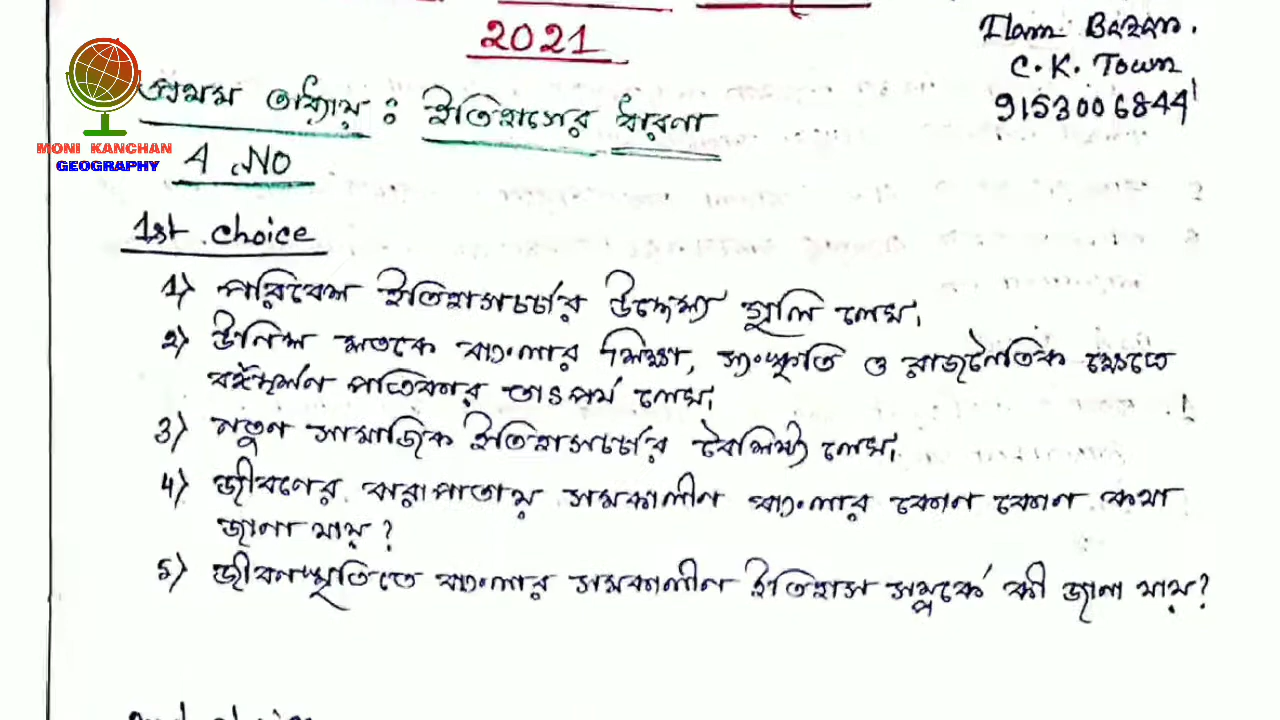 2021
Ilam Bazar.
C. K. Town
9153006844
MONI KANCHAN
GEOGRAPHY
প্রথম অধ্যায় : ইতিহাসের ধারণা
4 NO
1st choice
1) পরিবেশ ইতিহাসচর্চার উদ্দেশ্য গুলি লেখ।
2) উনিশ শতকে বাংলার শিক্ষা, সংস্কৃতি ও রাজনৈতিক ক্ষেত্রে
বঙ্গদর্শন পত্রিকার তাৎপর্য লেখ।
3) নতুন সামাজিক ইতিহাসচর্চার বৈশিষ্ট্য লেখ।
4) জীবনের ঝরাপাতায় সমকালীন বাংলার কোন কোন কথা
জানা যায়?
5) জীবনস্মৃতিতে বাংলার সমকালীন ইতিহাস সম্পর্কে কী জানা যায়?